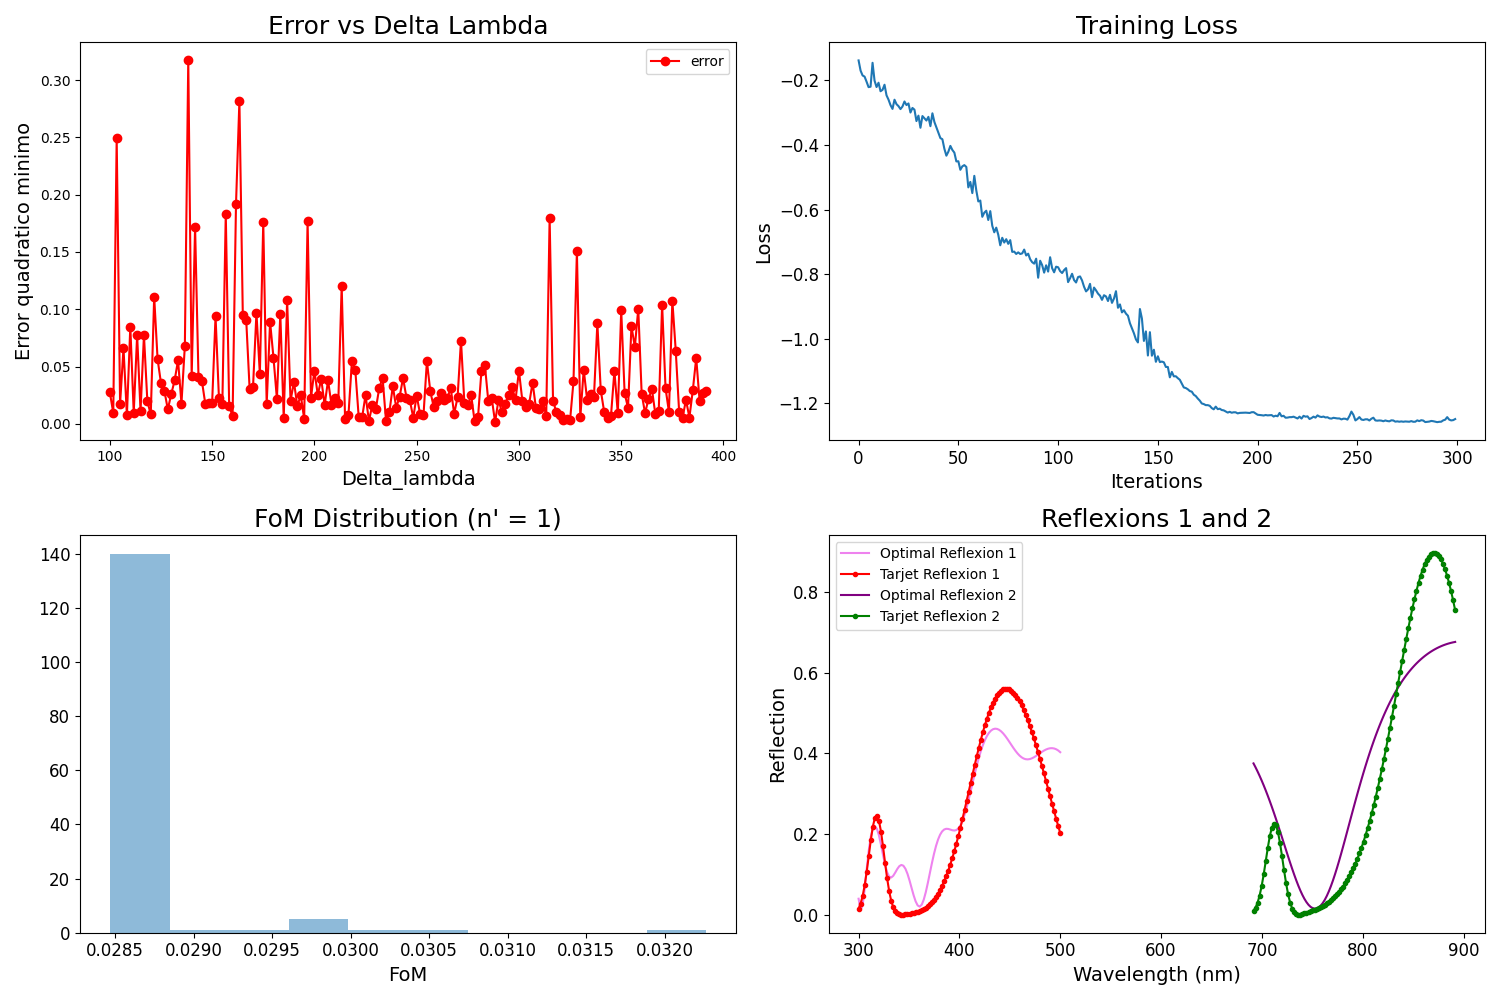 Error vs Delta Lambda
error
Error quadratico minimo
0.30
0.25
0.20
0.15
0.10
0.05
0.00
100 150 200 250 300 350 400
Delta_lambda
Training Loss
Loss
−0.2
−0.4
−0.6
−0.8
−1.0
−1.2
0 50 100 150 200 250 300
Iterations
FoM Distribution (n' = 1)
140
120
100
80
60
40
20
0
0.0285 0.0290 0.0295 0.0300 0.0305 0.0310 0.0315 0.0320
FoM
Reflexions 1 and 2
Optimal Reflexion 1
Tarjet Reflexion 1
Optimal Reflexion 2
Tarjet Reflexion 2
Reflection
0.8
0.6
0.4
0.2
0.0
300 400 500 600 700 800 900
Wavelength (nm)